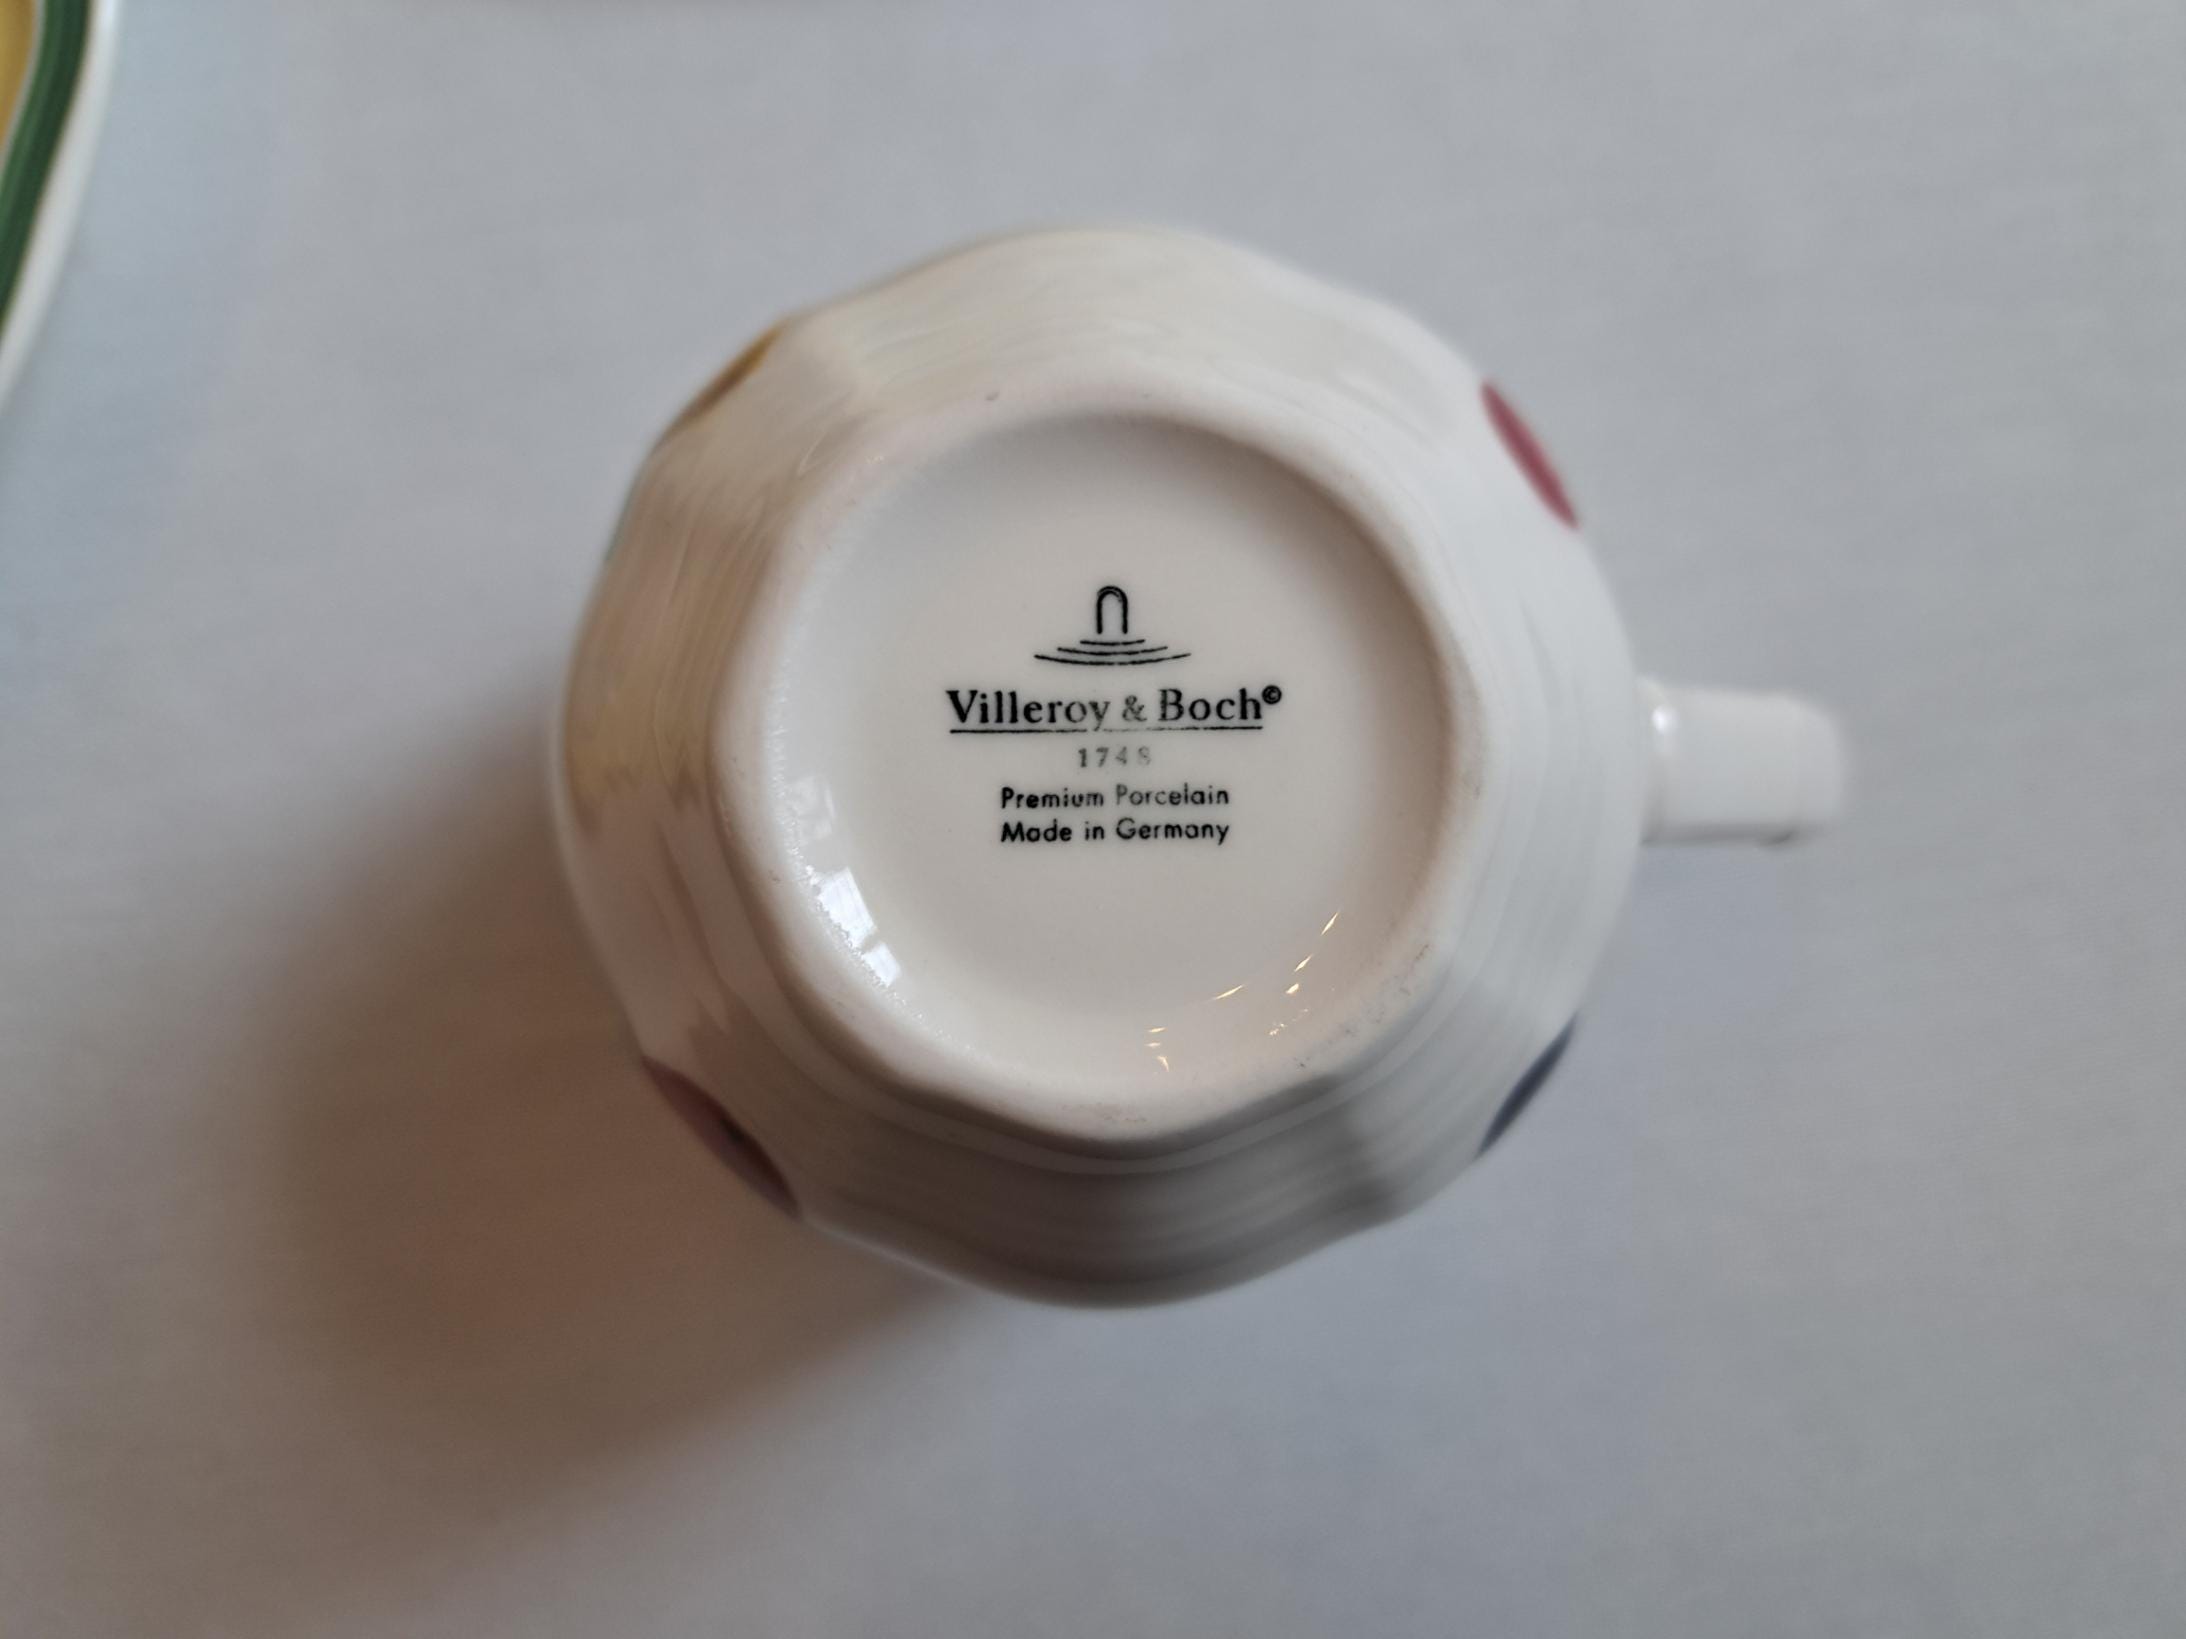 Villeroy & Boch©
1748
Premium Porcelain
Made in Germany